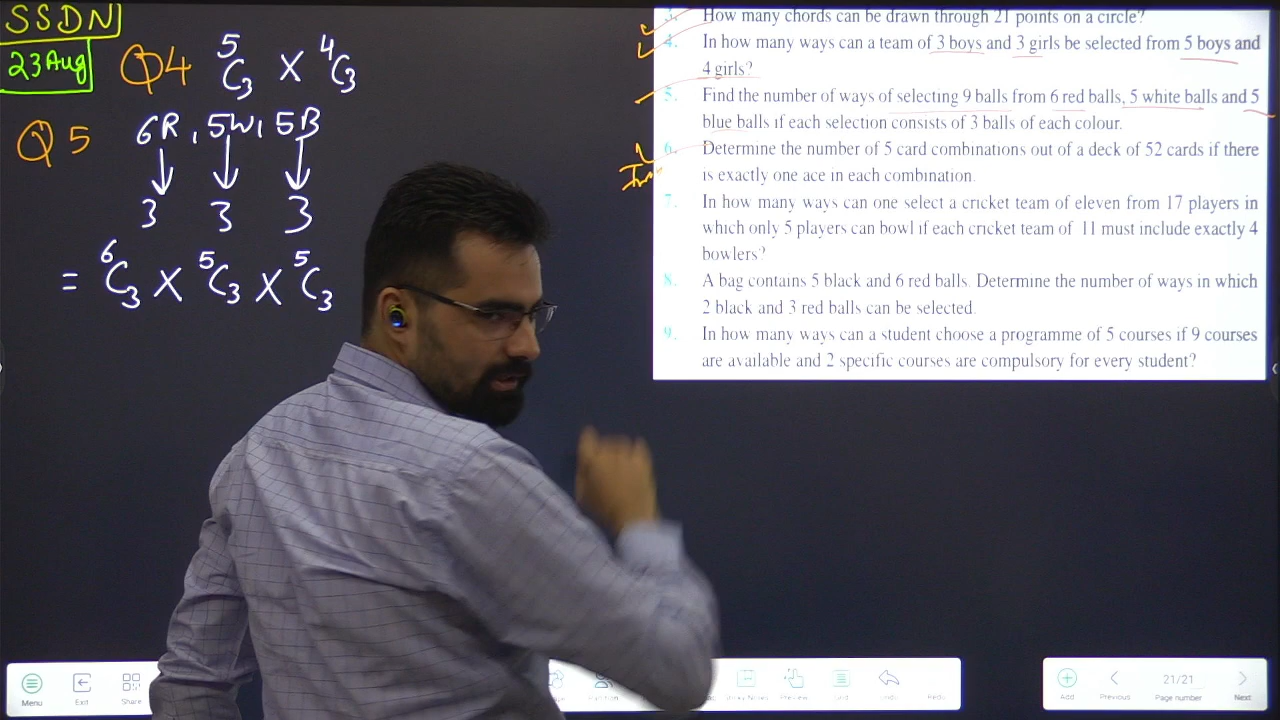 SSDN
23 Aug
Q4 ⁵C₃ × ⁴C₃
Q5 6R, 5W, 5B
3 3 3
= ⁶C₃ × ⁵C₃ × ⁵C₃
3. How many chords can be drawn through 21 points on a circle?
4. In how many ways can a team of 3 boys and 3 girls be selected from 5 boys and
4 girls?
5. Find the number of ways of selecting 9 balls from 6 red balls, 5 white balls and 5
blue balls if each selection consists of 3 balls of each colour.
6. Determine the number of 5 card combinations out of a deck of 52 cards if there
is exactly one ace in each combination.
7. In how many ways can one select a cricket team of eleven from 17 players in
which only 5 players can bowl if each cricket team of 11 must include exactly 4
bowlers?
8. A bag contains 5 black and 6 red balls. Determine the number of ways in which
2 black and 3 red balls can be selected.
9. In how many ways can a student choose a programme of 5 courses if 9 courses
are available and 2 specific courses are compulsory for every student?
Menu Exit Share Undo Redo Add Previous 21/21 Page number Next